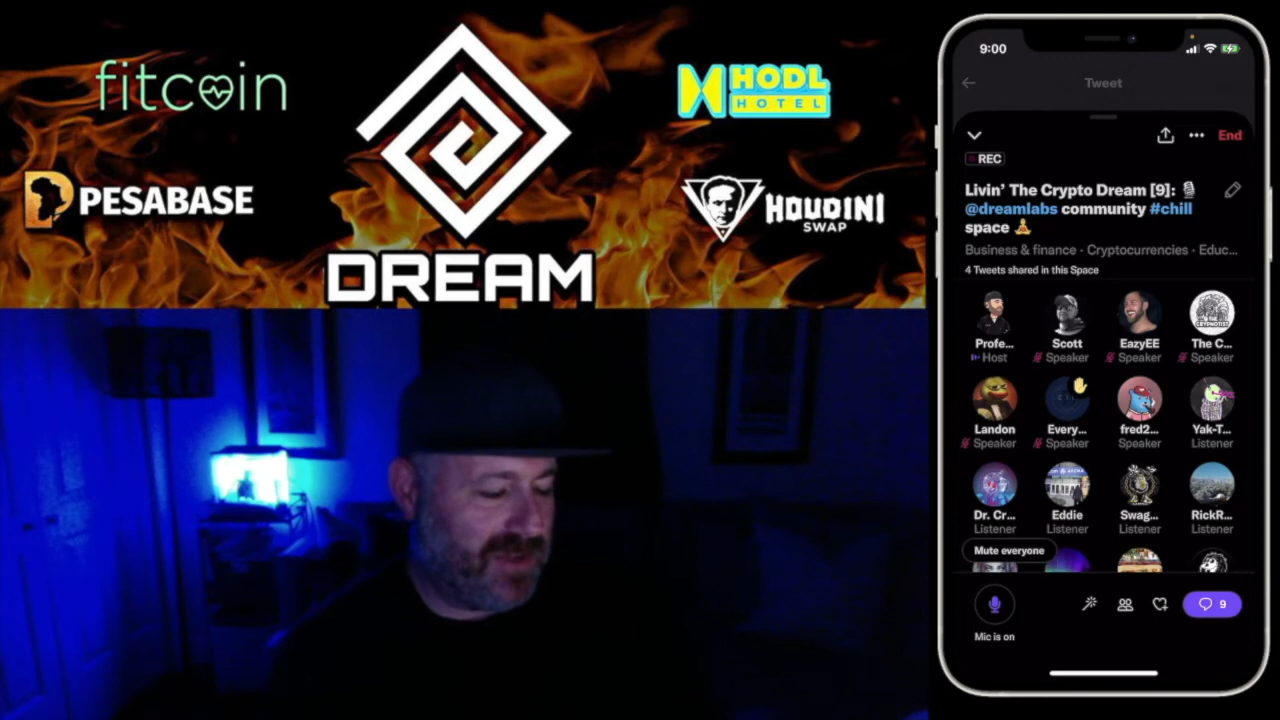 fitcoin
HODL
HOTEL
PESABASE
HOUDINI
SWAP
DREAM
9:00
Tweet
End
REC
Livin’ The Crypto Dream [9]:
@dreamlabs community #chill
space
Business & finance · Cryptocurrencies · Educ...
4 Tweets shared in this Space
Profe... Scott EazyEE The C...
Host Speaker Speaker Speaker
Landon Every... fred2... Yak-T...
Speaker Speaker Speaker Listener
Dr. Cr... Eddie Swag... RickR...
Listener Listener Listener Listener
Mute everyone
9
Mic is on